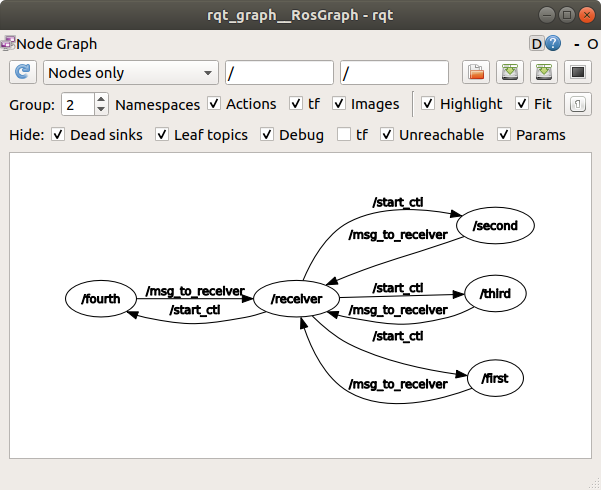 rqt_graph__RosGraph - rqt
Node Graph D ? - O
Nodes only / /
Group: 2 Namespaces Actions tf Images Highlight Fit
Hide: Dead sinks Leaf topics Debug tf Unreachable Params
/start_ctl
/second
/msg_to_receiver
/fourth /msg_to_receiver /receiver /start_ctl /third
/start_ctl /msg_to_receiver
/start_ctl
/first
/msg_to_receiver